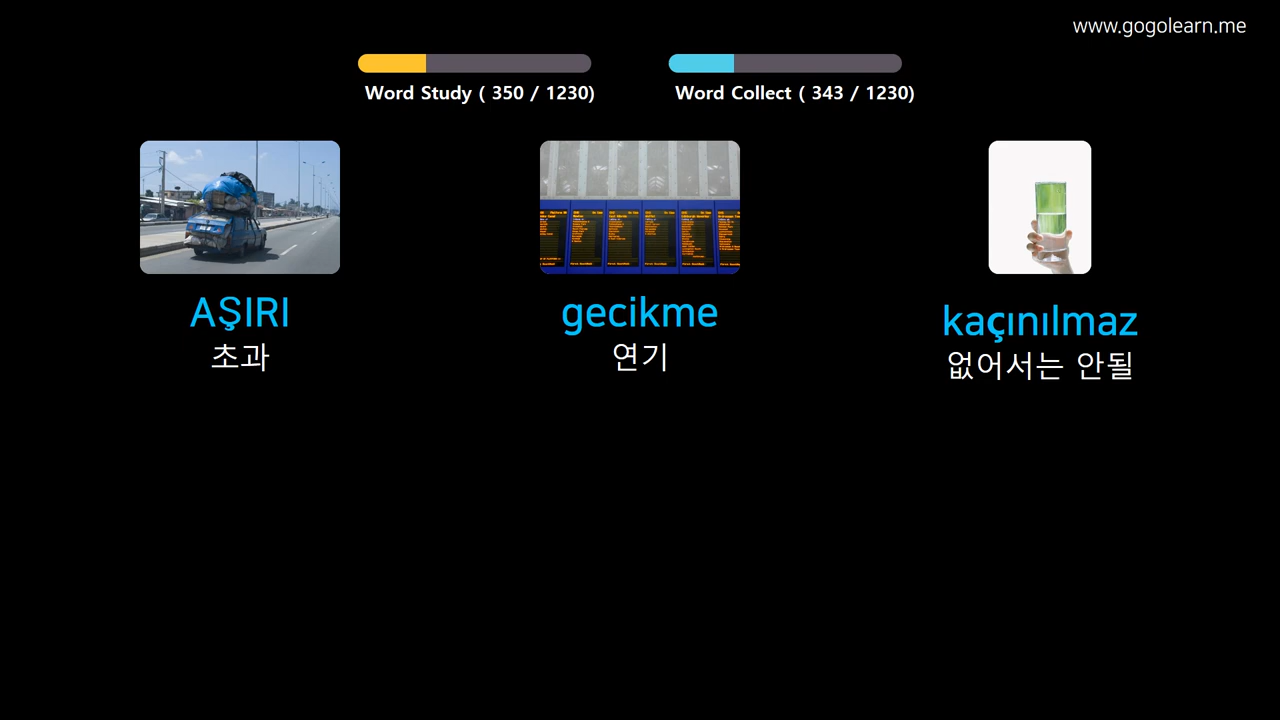 www.gogolearn.me
Word Study ( 350 / 1230)
Word Collect ( 343 / 1230)
AŞIRI
초과
gecikme
연기
kaçınılmaz
없어서는 안될